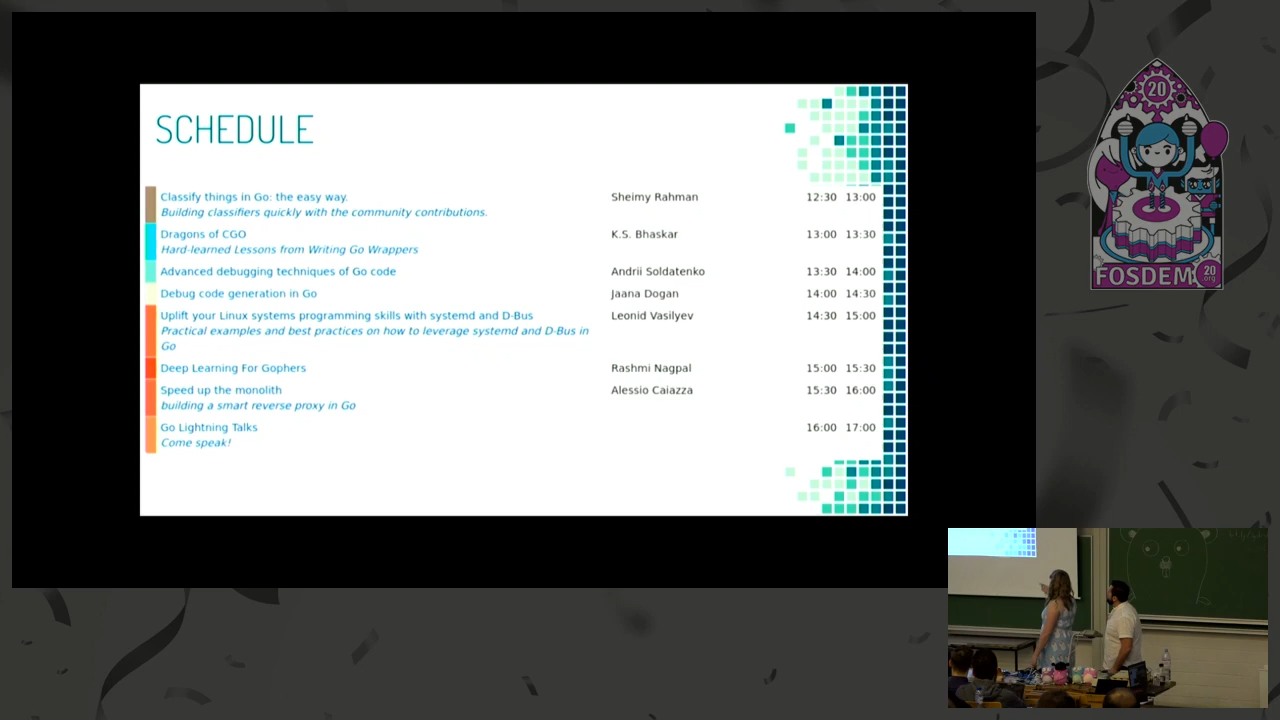 SCHEDULE
Classify things in Go: the easy way. Sheimy Rahman 12:30 13:00
Building classifiers quickly with the community contributions.
Dragons of CGO K.S. Bhaskar 13:00 13:30
Hard-learned Lessons from Writing Go Wrappers
Advanced debugging techniques of Go code Andrii Soldatenko 13:30 14:00
Debug code generation in Go Jaana Dogan 14:00 14:30
Uplift your Linux systems programming skills with systemd and D-Bus Leonid Vasilyev 14:30 15:00
Practical examples and best practices on how to leverage systemd and D-Bus in
Go
Deep Learning For Gophers Rashmi Nagpal 15:00 15:30
Speed up the monolith Alessio Caiazza 15:30 16:00
building a smart reverse proxy in Go
Go Lightning Talks 16:00 17:00
Come speak!
20
FOSDEM
20
.org